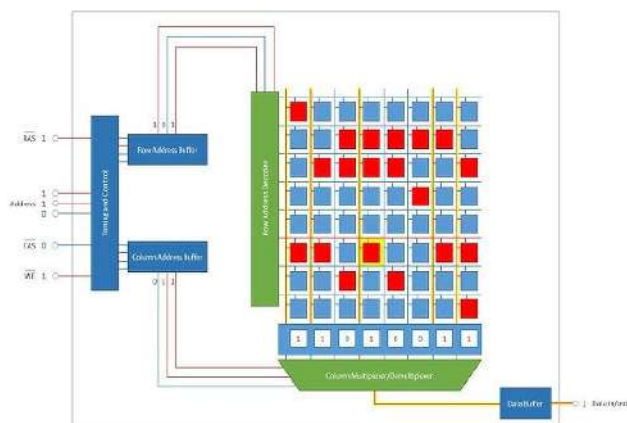 1 0 1
RAS 1
Row Address Buffer
Timing and Control
Row Address Decoder
1
Address 1
0
CAS 0
Column Address Buffer
WE 1
0 1 1
1 1 0 1 0 0 1 1
Column Multiplexer/Demultiplexer
Data Buffer
1 Data In/out